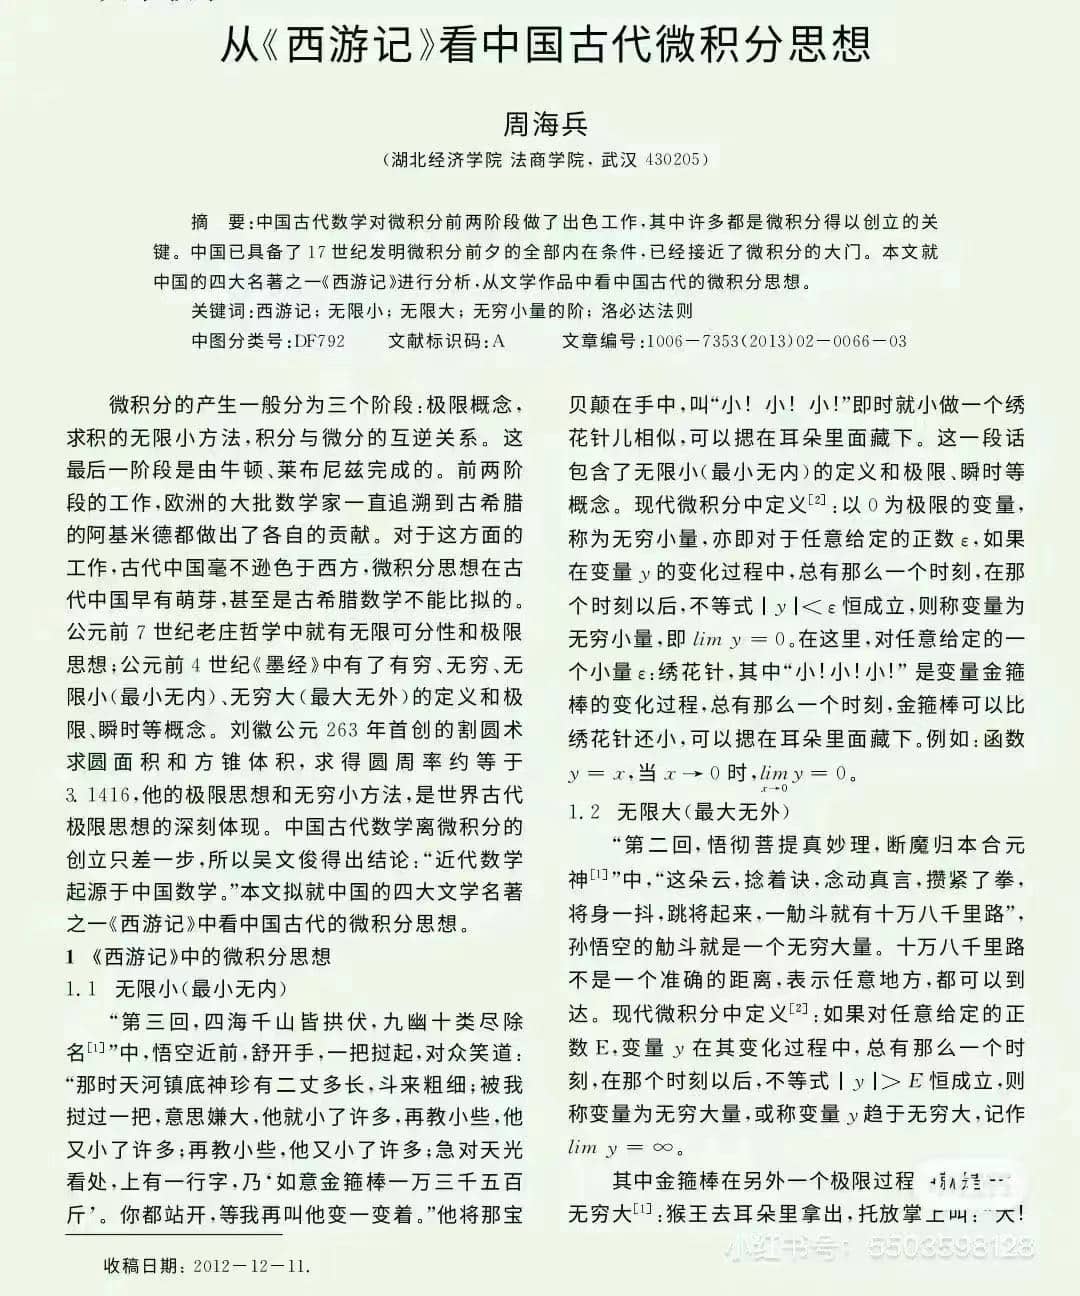 从《西游记》看中国古代微积分思想
周海兵
(湖北经济学院 法商学院, 武汉 430205)
摘 要:中国古代数学对微积分前两阶段做了出色工作,其中许多都是微积分得以创立的关
键。中国已具备了17世纪发明微积分前夕的全部内在条件,已经接近了微积分的大门。本文就
中国的四大名著之一《西游记》进行分析,从文学作品中看中国古代的微积分思想。
关键词:西游记; 无限小; 无限大; 无穷小量的阶; 洛必达法则
中图分类号:DF792 文献标识码:A 文章编号:1006-7353(2013)02-0066-03
微积分的产生一般分为三个阶段:极限概念,
求积的无限小方法,积分与微分的互逆关系。这
最后一阶段是由牛顿、莱布尼兹完成的。前两阶
段的工作,欧洲的大批数学家一直追溯到古希腊
的阿基米德都做出了各自的贡献。对于这方面的
工作,古代中国毫不逊色于西方,微积分思想在古
代中国早有萌芽,甚至是古希腊数学不能比拟的。
公元前7世纪老庄哲学中就有无限可分性和极限
思想;公元前4世纪《墨经》中有了有穷、无穷、无
限小(最小无内)、无穷大(最大无外)的定义和极
限、瞬时等概念。刘徽公元263年首创的割圆术
求圆面积和方锥体积,求得圆周率约等于
3.1416,他的极限思想和无穷小方法,是世界古代
极限思想的深刻体现。中国古代数学离微积分的
创立只差一步,所以吴文俊得出结论:“近代数学
起源于中国数学。”本文拟就中国的四大文学名著
之一《西游记》中看中国古代的微积分思想。
1 《西游记》中的微积分思想
1.1 无限小(最小无内)
“第三回,四海千山皆拱伏,九幽十类尽除
名[1]”中,悟空近前,舒开手,一把挝起,对众笑道:
“那时天河镇底神珍有二丈多长,斗来粗细;被我
挝过一把,意思嫌大,他就小了许多,再教小些,他
又小了许多;再教小些,他又小了许多;急对天光
看处,上有一行字,乃‘如意金箍棒一万三千五百
斤’。你都站开,等我再叫他变一变着。”他将那宝
收稿日期: 2012-12-11.
贝颠在手中,叫“小! 小! 小!”即时就小做一个绣
花针儿相似,可以揌在耳朵里面藏下。这一段话
包含了无限小(最小无内)的定义和极限、瞬时等
概念。现代微积分中定义[2]:以0为极限的变量,
称为无穷小量,亦即对于任意给定的正数ε,如果
在变量y的变化过程中,总有那么一个时刻,在那
个时刻以后,不等式|y|<ε恒成立,则称变量为
无穷小量,即lim y = 0。在这里,对任意给定的一
个小量ε:绣花针,其中“小!小!小!” 是变量金箍
棒的变化过程,总有那么一个时刻,金箍棒可以比
绣花针还小,可以揌在耳朵里面藏下。例如:函数
y = x,当 x → 0 时,lim y = 0。
x→0
1.2 无限大(最大无外)
“第二回,悟彻菩提真妙理,断魔归本合元
神[1]”中,“这朵云,捻着诀,念动真言,攒紧了拳,
将身一抖,跳将起来,一觔斗就有十万八千里路”,
孙悟空的觔斗就是一个无穷大量。十万八千里路
不是一个准确的距离,表示任意地方,都可以到
达。现代微积分中定义[2]:如果对任意给定的正
数E,变量 y 在其变化过程中,总有那么一个时
刻,在那个时刻以后,不等式|y|> E 恒成立,则
称变量为无穷大量,或称变量y趋于无穷大,记作
lim y = ∞。
其中金箍棒在另外一个极限过程
无穷大[1]:猴王去耳朵里拿出,托放掌上叫:“大!
小红书号: 5503598128